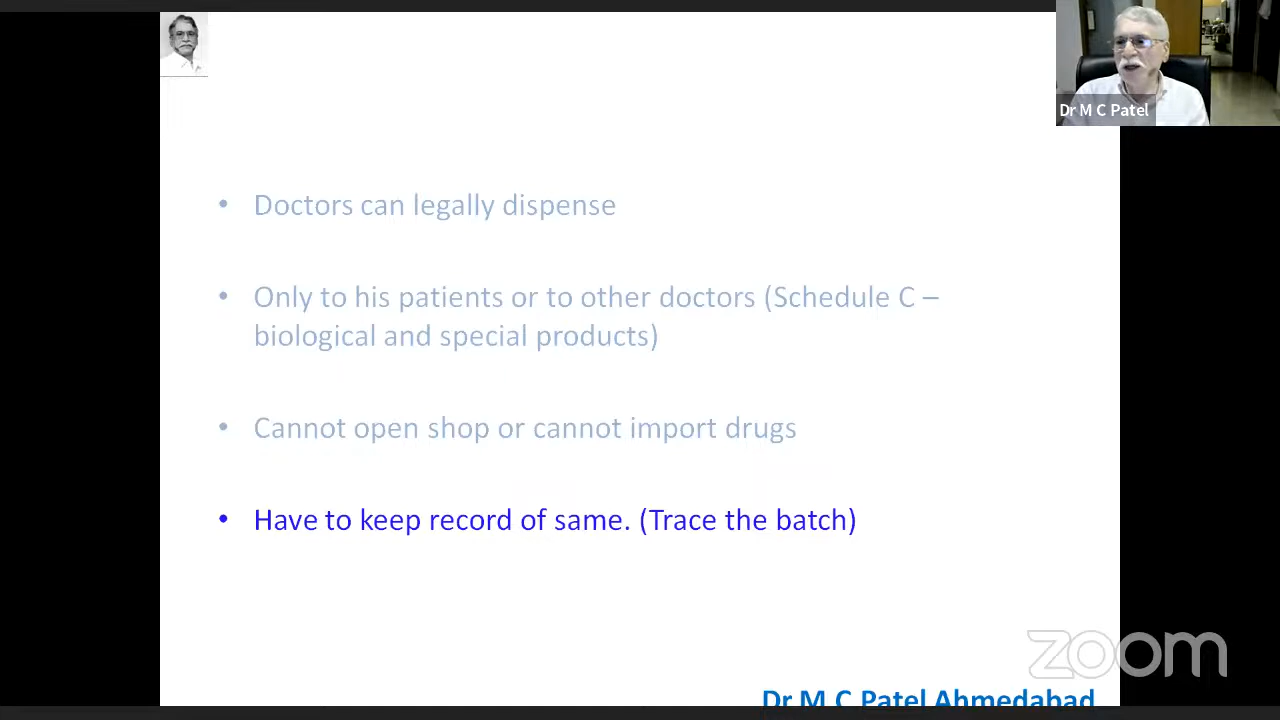 Dr M C Patel
• Doctors can legally dispense
• Only to his patients or to other doctors (Schedule C –
biological and special products)
• Cannot open shop or cannot import drugs
• Have to keep record of same. (Trace the batch)
zoom
Dr M C Patel Ahmedabad